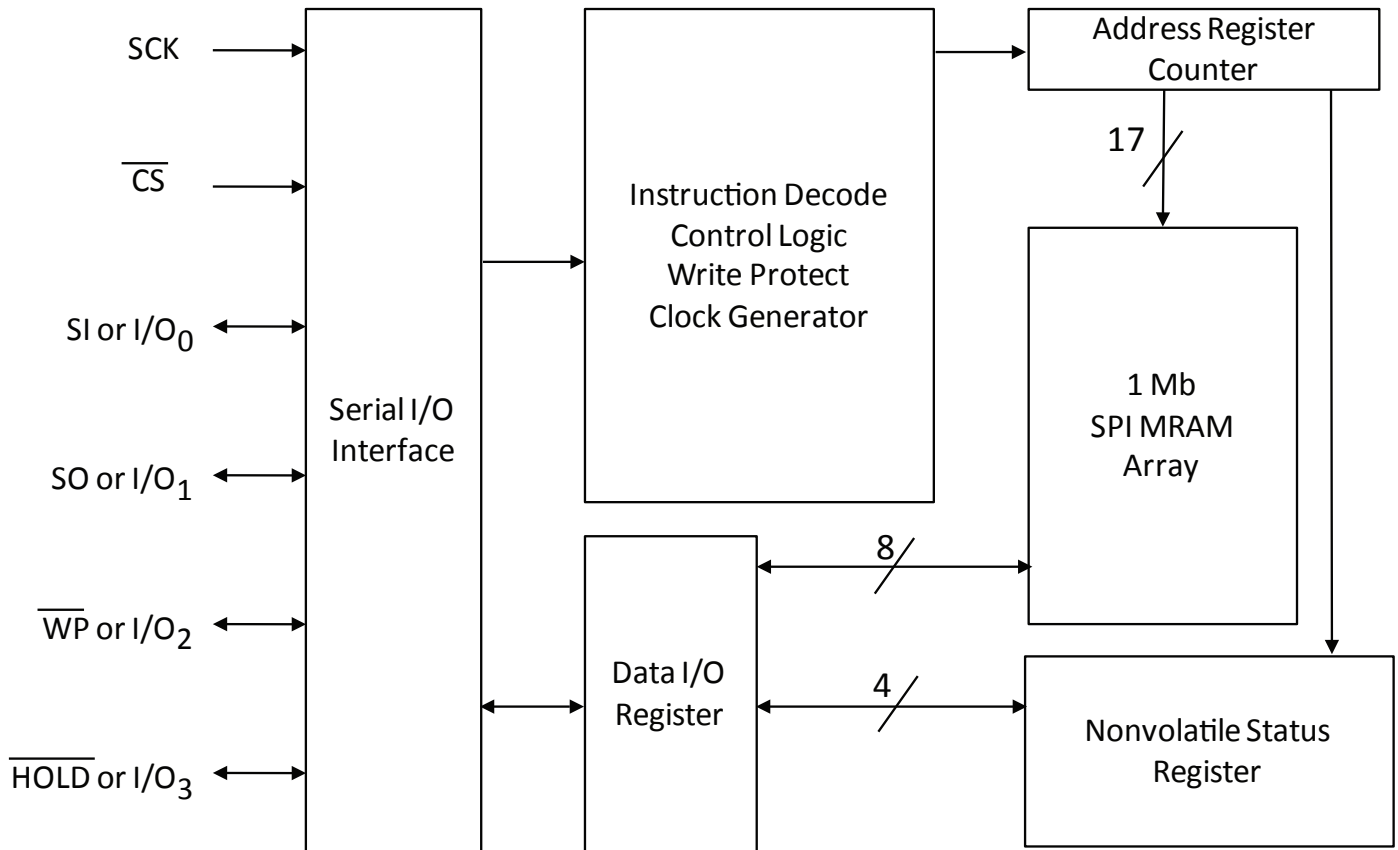 SCK
CS
SI or I/O0
SO or I/O1
WP or I/O2
HOLD or I/O3
Serial I/O
Interface
Instruction Decode
Control Logic
Write Protect
Clock Generator
Data I/O
Register
Address Register
Counter
17
1 Mb
SPI MRAM
Array
8
4
Nonvolatile Status
Register